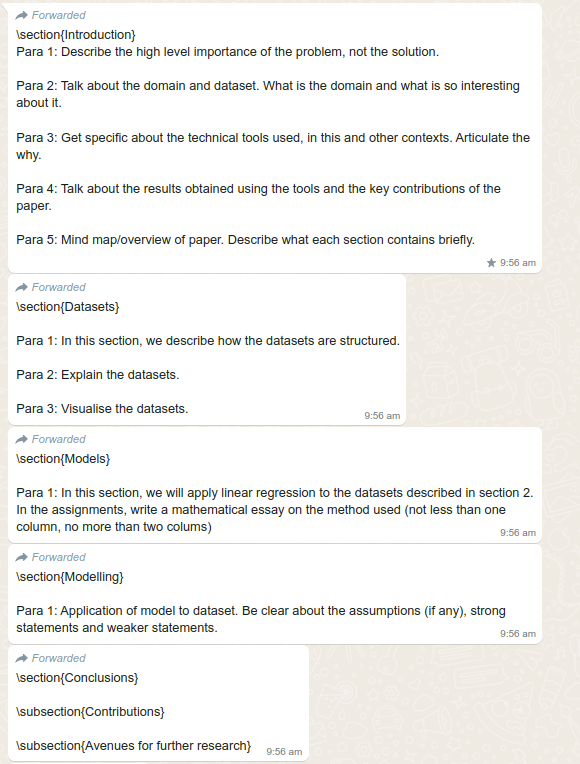 Forwarded
\section{Introduction}
Para 1: Describe the high level importance of the problem, not the solution.
Para 2: Talk about the domain and dataset. What is the domain and what is so interesting
about it.
Para 3: Get specific about the technical tools used, in this and other contexts. Articulate the
why.
Para 4: Talk about the results obtained using the tools and the key contributions of the
paper.
Para 5: Mind map/overview of paper. Describe what each section contains briefly.
9:56 am
Forwarded
\section{Datasets}
Para 1: In this section, we describe how the datasets are structured.
Para 2: Explain the datasets.
Para 3: Visualise the datasets.
9:56 am
Forwarded
\section{Models}
Para 1: In this section, we will apply linear regression to the datasets described in section 2.
In the assignments, write a mathematical essay on the method used (not less than one
column, no more than two colums)
9:56 am
Forwarded
\section{Modelling}
Para 1: Application of model to dataset. Be clear about the assumptions (if any), strong
statements and weaker statements.
9:56 am
Forwarded
\section{Conclusions}
\subsection{Contributions}
\subsection{Avenues for further research}
9:56 am